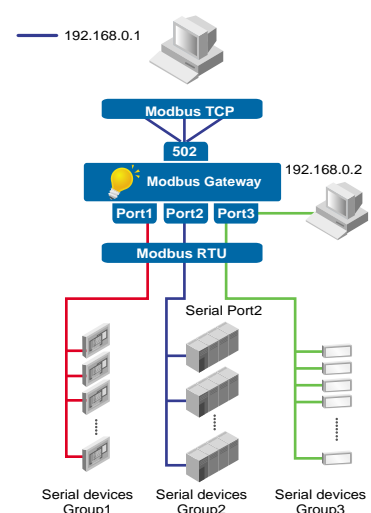 192.168.0.1
Modbus TCP
502
Modbus Gateway
192.168.0.2
Port1 Port2 Port3
Modbus RTU
Serial Port2
Serial devices Group1
Serial devices Group2
Serial devices Group3